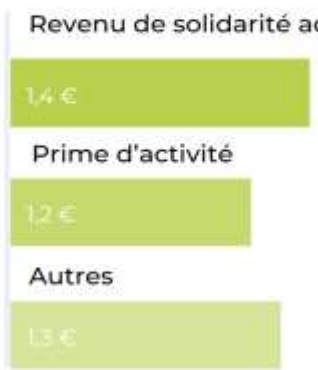 Revenu de solidarité ac
1,4 €
Prime d'activité
1,2 €
Autres
1,3 €